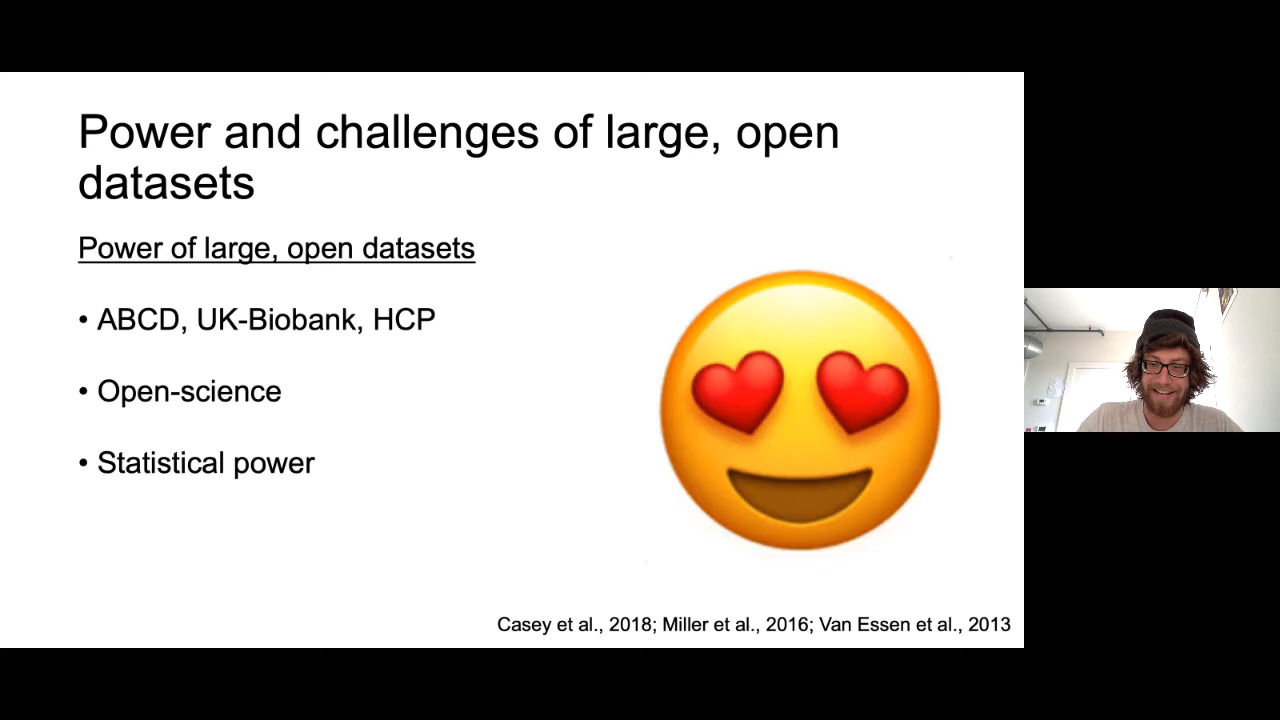 Power and challenges of large, open
datasets
Power of large, open datasets
• ABCD, UK-Biobank, HCP
• Open-science
• Statistical power
Casey et al., 2018; Miller et al., 2016; Van Essen et al., 2013